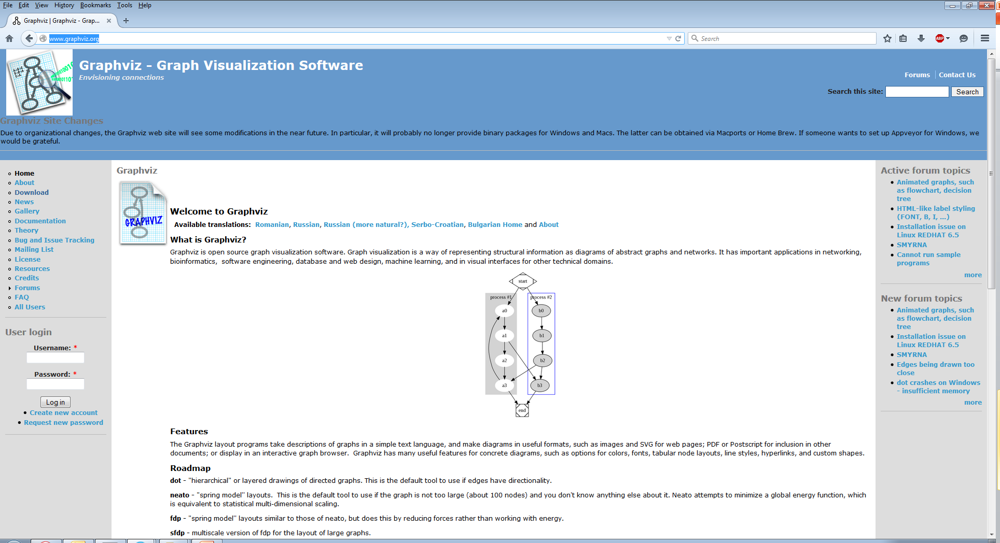 File Edit View History Bookmarks Tools Help
Graphviz | Graphviz - Grap...
www.graphviz.org
Search
ABP
Graphviz - Graph Visualization Software
Envisioning connections
Forums
Contact Us
Search this site:
Search
Graphviz Site Changes
Due to organizational changes, the Graphviz web site will see some modifications in the near future. In particular, it will probably no longer provide binary packages for Windows and Macs. The latter can be obtained via Macports or Home Brew. If someone wants to set up Appveyor for Windows, we
would be grateful.
Home
About
Download
News
Gallery
Documentation
Theory
Bug and Issue Tracking
Mailing List
License
Resources
Credits
Forums
FAQ
All Users
User login
Username: *
Password: *
Log in
Create new account
Request new password
Graphviz
GRAPHVIZ
Welcome to Graphviz
Available translations: Romanian, Russian, Russian (more natural?), Serbo-Croatian, Bulgarian Home and About
What is Graphviz?
Graphviz is open source graph visualization software. Graph visualization is a way of representing structural information as diagrams of abstract graphs and networks. It has important applications in networking,
bioinformatics, software engineering, database and web design, machine learning, and in visual interfaces for other technical domains.
start
process #1
process #2
a0
b0
a1
b1
a2
b2
a3
b3
end
Features
The Graphviz layout programs take descriptions of graphs in a simple text language, and make diagrams in useful formats, such as images and SVG for web pages; PDF or Postscript for inclusion in other
documents; or display in an interactive graph browser. Graphviz has many useful features for concrete diagrams, such as options for colors, fonts, tabular node layouts, line styles, hyperlinks, and custom shapes.
Roadmap
dot - "hierarchical" or layered drawings of directed graphs. This is the default tool to use if edges have directionality.
neato - "spring model" layouts. This is the default tool to use if the graph is not too large (about 100 nodes) and you don't know anything else about it. Neato attempts to minimize a global energy function, which
is equivalent to statistical multi-dimensional scaling.
fdp - "spring model" layouts similar to those of neato, but does this by reducing forces rather than working with energy.
sfdp - multiscale version of fdp for the layout of large graphs.
Active forum topics
Animated graphs, such
as flowchart, decision
tree
HTML-like label styling
(FONT, B, I, ...)
Installation issue on
Linux REDHAT 6.5
SMYRNA
Cannot run sample
programs
more
New forum topics
Animated graphs, such
as flowchart, decision
tree
Installation issue on
Linux REDHAT 6.5
SMYRNA
Edges being drawn too
close
dot crashes on Windows
- insufficient memory
more